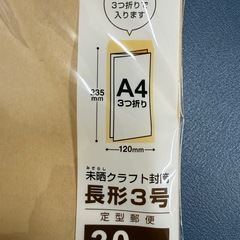 3つ折りで
入ります
A4
3つ折り
235
mm
120mm
みざらし
未晒クラフト封筒
長形3号
定型郵便